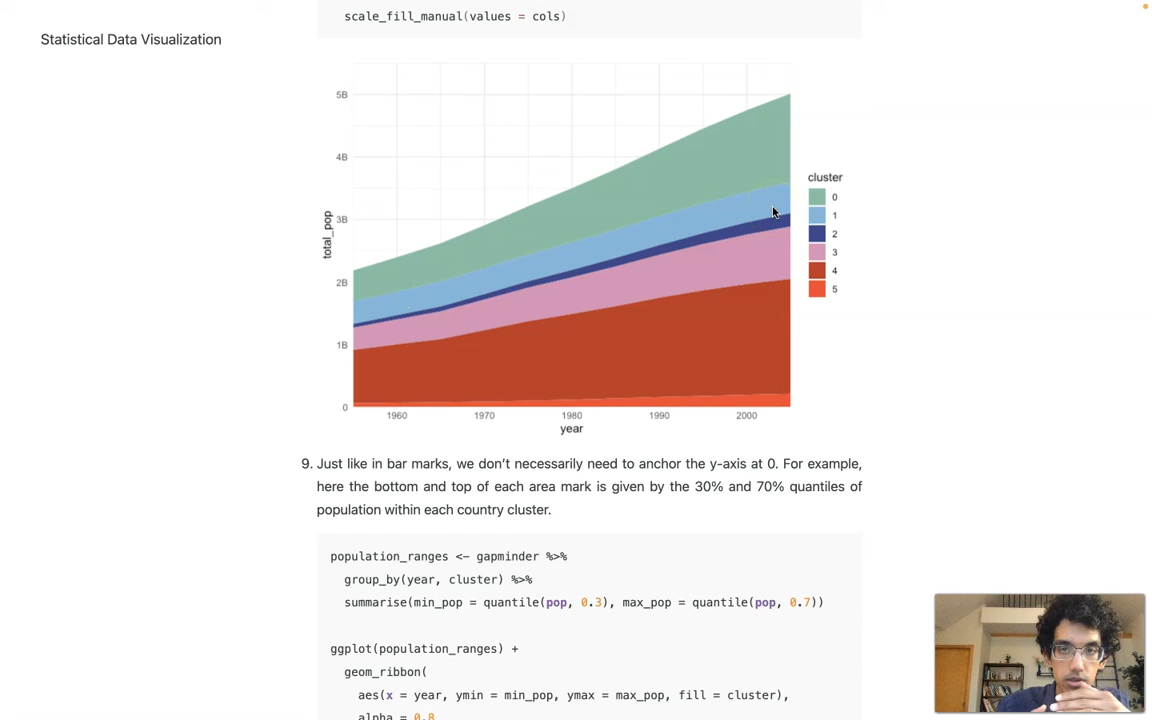 scale_fill_manual(values = cols)
Statistical Data Visualization
5B
4B
3B
2B
1B
0
total_pop
1960 1970 1980 1990 2000
year
cluster
0
1
2
3
4
5
9. Just like in bar marks, we don’t necessarily need to anchor the y-axis at 0. For example,
here the bottom and top of each area mark is given by the 30% and 70% quantiles of
population within each country cluster.
population_ranges <- gapminder %>%
group_by(year, cluster) %>%
summarise(min_pop = quantile(pop, 0.3), max_pop = quantile(pop, 0.7))
ggplot(population_ranges) +
geom_ribbon(
aes(x = year, ymin = min_pop, ymax = max_pop, fill = cluster),
alpha = 0.8